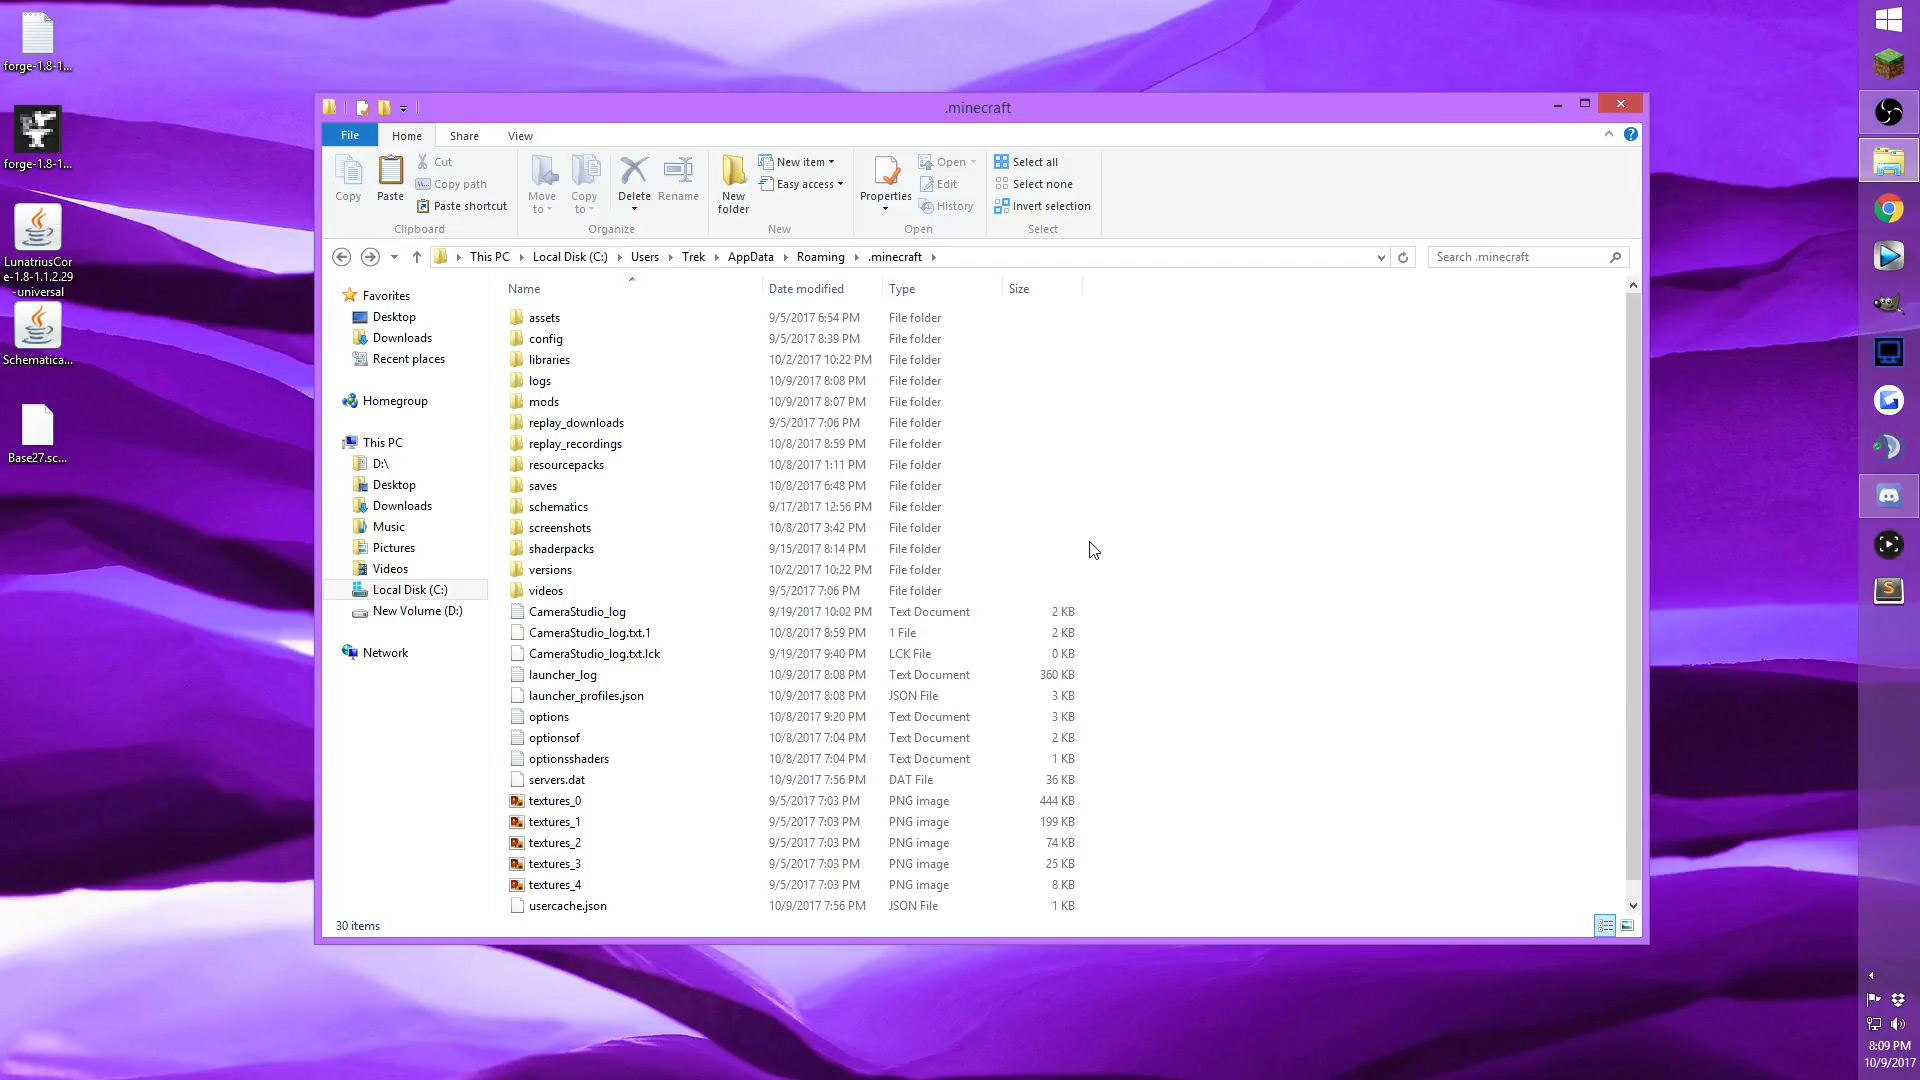 forge-1.8-1...
forge-1.8-1...
LunatriusCor
e-1.8-1.1.2.29
-universal
Schematica...
Base27.sc...
.minecraft
File
Home
Share
View
Copy
Paste
Cut
Copy path
Paste shortcut
Clipboard
Move to
Copy to
Delete
Rename
Organize
New folder
New item
Easy access
New
Properties
Open
Edit
History
Open
Select all
Select none
Invert selection
Select
This PC
Local Disk (C:)
Users
Trek
AppData
Roaming
.minecraft
Search .minecraft
Favorites
Desktop
Downloads
Recent places
Homegroup
This PC
D:\
Desktop
Downloads
Music
Pictures
Videos
Local Disk (C:)
New Volume (D:)
Network
Name Date modified Type Size
assets 9/5/2017 6:54 PM File folder
config 9/5/2017 8:39 PM File folder
libraries 10/2/2017 10:22 PM File folder
logs 10/9/2017 8:08 PM File folder
mods 10/9/2017 8:07 PM File folder
replay_downloads 9/5/2017 7:06 PM File folder
replay_recordings 10/8/2017 8:59 PM File folder
resourcepacks 10/8/2017 1:11 PM File folder
saves 10/8/2017 6:48 PM File folder
schematics 9/17/2017 12:56 PM File folder
screenshots 10/8/2017 3:42 PM File folder
shaderpacks 9/15/2017 8:14 PM File folder
versions 10/2/2017 10:22 PM File folder
videos 9/5/2017 7:06 PM File folder
CameraStudio_log 9/19/2017 10:02 PM Text Document 2 KB
CameraStudio_log.txt.1 10/8/2017 8:59 PM 1 File 2 KB
CameraStudio_log.txt.lck 9/19/2017 9:40 PM LCK File 0 KB
launcher_log 10/9/2017 8:08 PM Text Document 360 KB
launcher_profiles.json 10/9/2017 8:08 PM JSON File 3 KB
options 10/8/2017 9:20 PM Text Document 3 KB
optionsof 10/8/2017 7:04 PM Text Document 2 KB
optionsshaders 10/8/2017 7:04 PM Text Document 1 KB
servers.dat 10/9/2017 7:56 PM DAT File 36 KB
textures_0 9/5/2017 7:03 PM PNG image 444 KB
textures_1 9/5/2017 7:03 PM PNG image 199 KB
textures_2 9/5/2017 7:03 PM PNG image 74 KB
textures_3 9/5/2017 7:03 PM PNG image 25 KB
textures_4 9/5/2017 7:03 PM PNG image 8 KB
usercache.json 10/9/2017 7:56 PM JSON File 1 KB
30 items
8:09 PM
10/9/2017